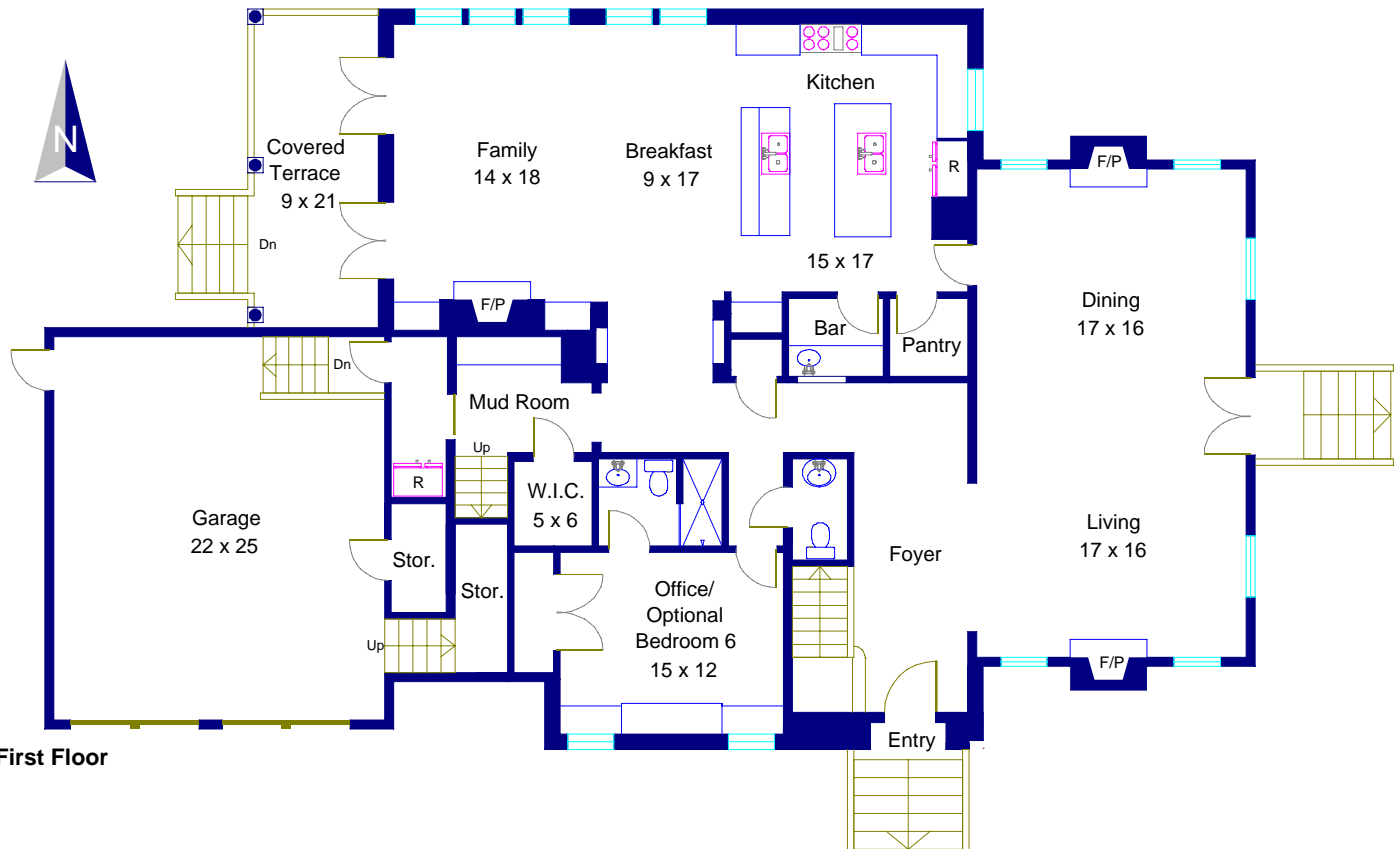 N
Covered
Terrace
9 x 21
Dn
Family
14 x 18
Breakfast
9 x 17
Kitchen
15 x 17
R
F/P
F/P
Dining
17 x 16
Bar
Pantry
Dn
Mud Room
Up
R
W.I.C.
5 x 6
Garage
22 x 25
Stor.
Stor.
Up
Office/
Optional
Bedroom 6
15 x 12
Foyer
Living
17 x 16
F/P
Entry
First Floor